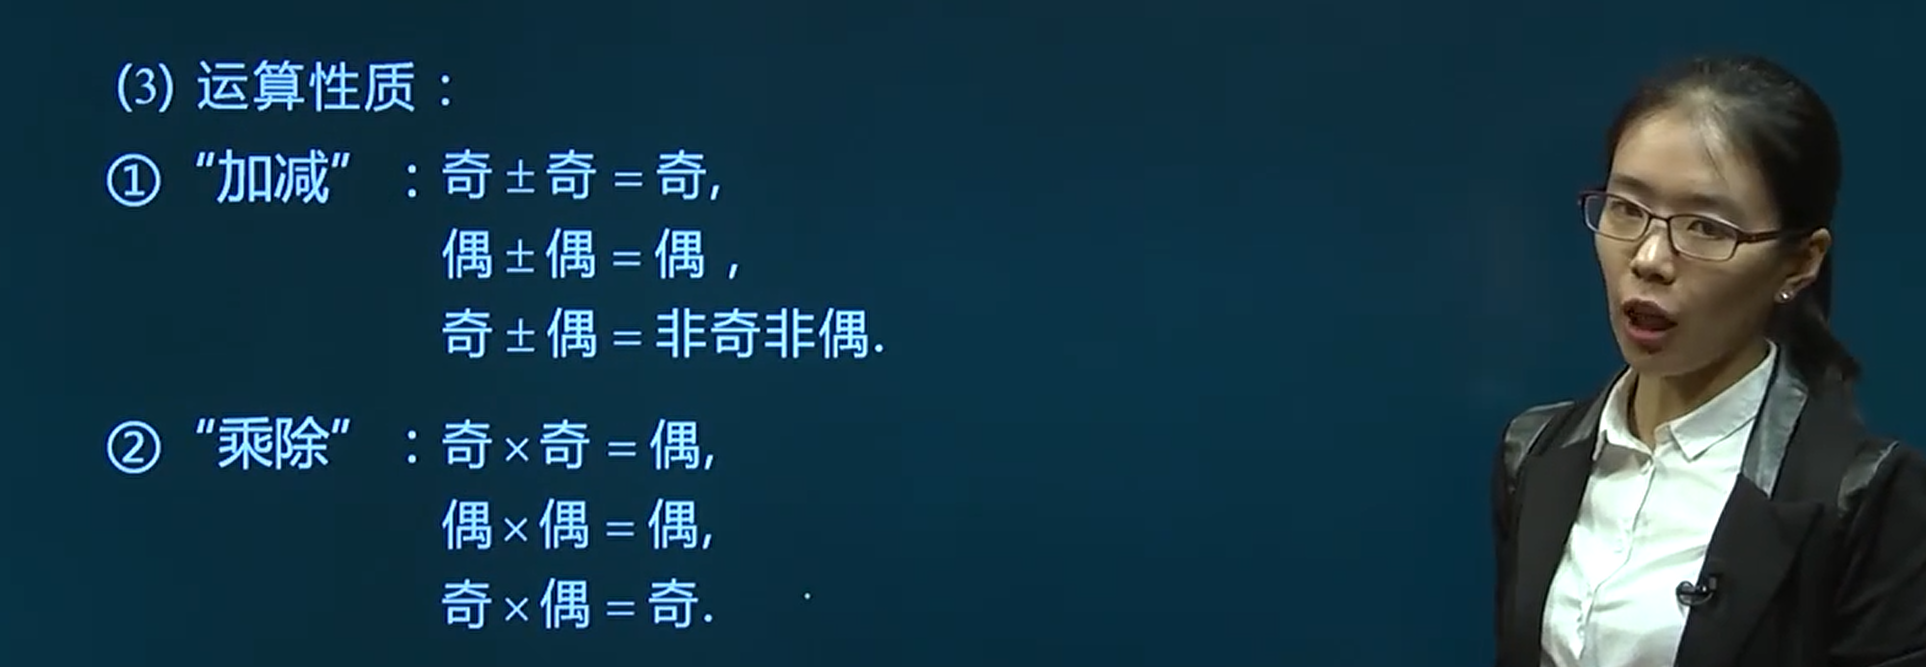 (3) 运算性质：
① “加减” ：奇±奇=奇,
偶±偶=偶，
奇±偶=非奇非偶.
② “乘除” ：奇×奇=偶,
偶×偶=偶,
奇×偶=奇.